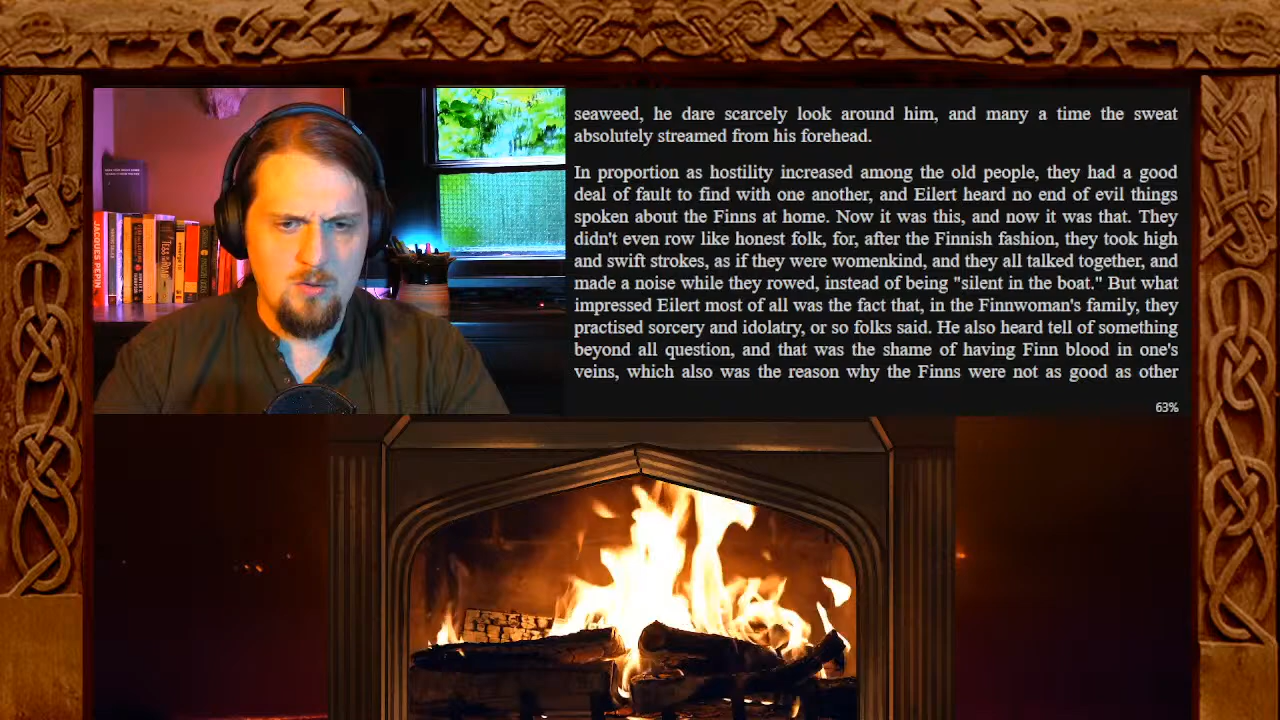 seaweed, he dare scarcely look around him, and many a time the sweat
absolutely streamed from his forehead.
In proportion as hostility increased among the old people, they had a good
deal of fault to find with one another, and Eilert heard no end of evil things
spoken about the Finns at home. Now it was this, and now it was that. They
didn't even row like honest folk, for, after the Finnish fashion, they took high
and swift strokes, as if they were womenkind, and they all talked together, and
made a noise while they rowed, instead of being "silent in the boat." But what
impressed Eilert most of all was the fact that, in the Finnwoman's family, they
practised sorcery and idolatry, or so folks said. He also heard tell of something
beyond all question, and that was the shame of having Finn blood in one's
veins, which also was the reason why the Finns were not as good as other
63%
JACQUES PEPIN